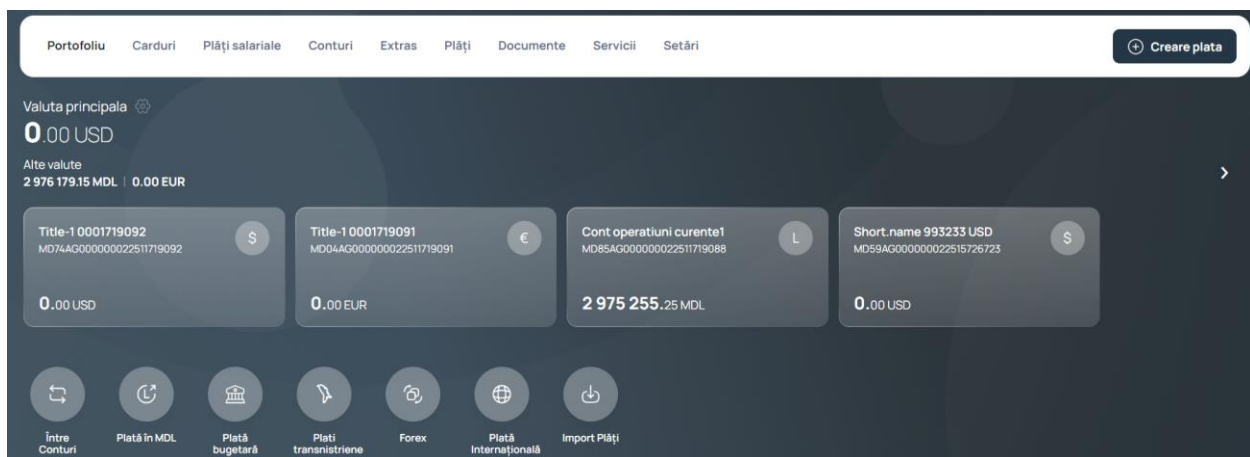 Portofoliu Carduri Plăți salariale Conturi Extras Plăți Documente Servicii Setări Creare plata
Valuta principala
0.00 USD
Alte valute
2 976 179.15 MDL | 0.00 EUR
Title-1 0001719092
MD74AG000000022511719092
$
0.00 USD
Title-1 0001719091
MD04AG000000022511719091
€
0.00 EUR
Cont operatiuni curente1
MD85AG000000022511719088
L
2 975 255.25 MDL
Short.name 993233 USD
MD59AG000000022515726723
$
0.00 USD
Între
Conturi
Plată în MDL
Plată
bugetară
Plati
transnistriene
Forex
Plată
Internațională
Import Plăți